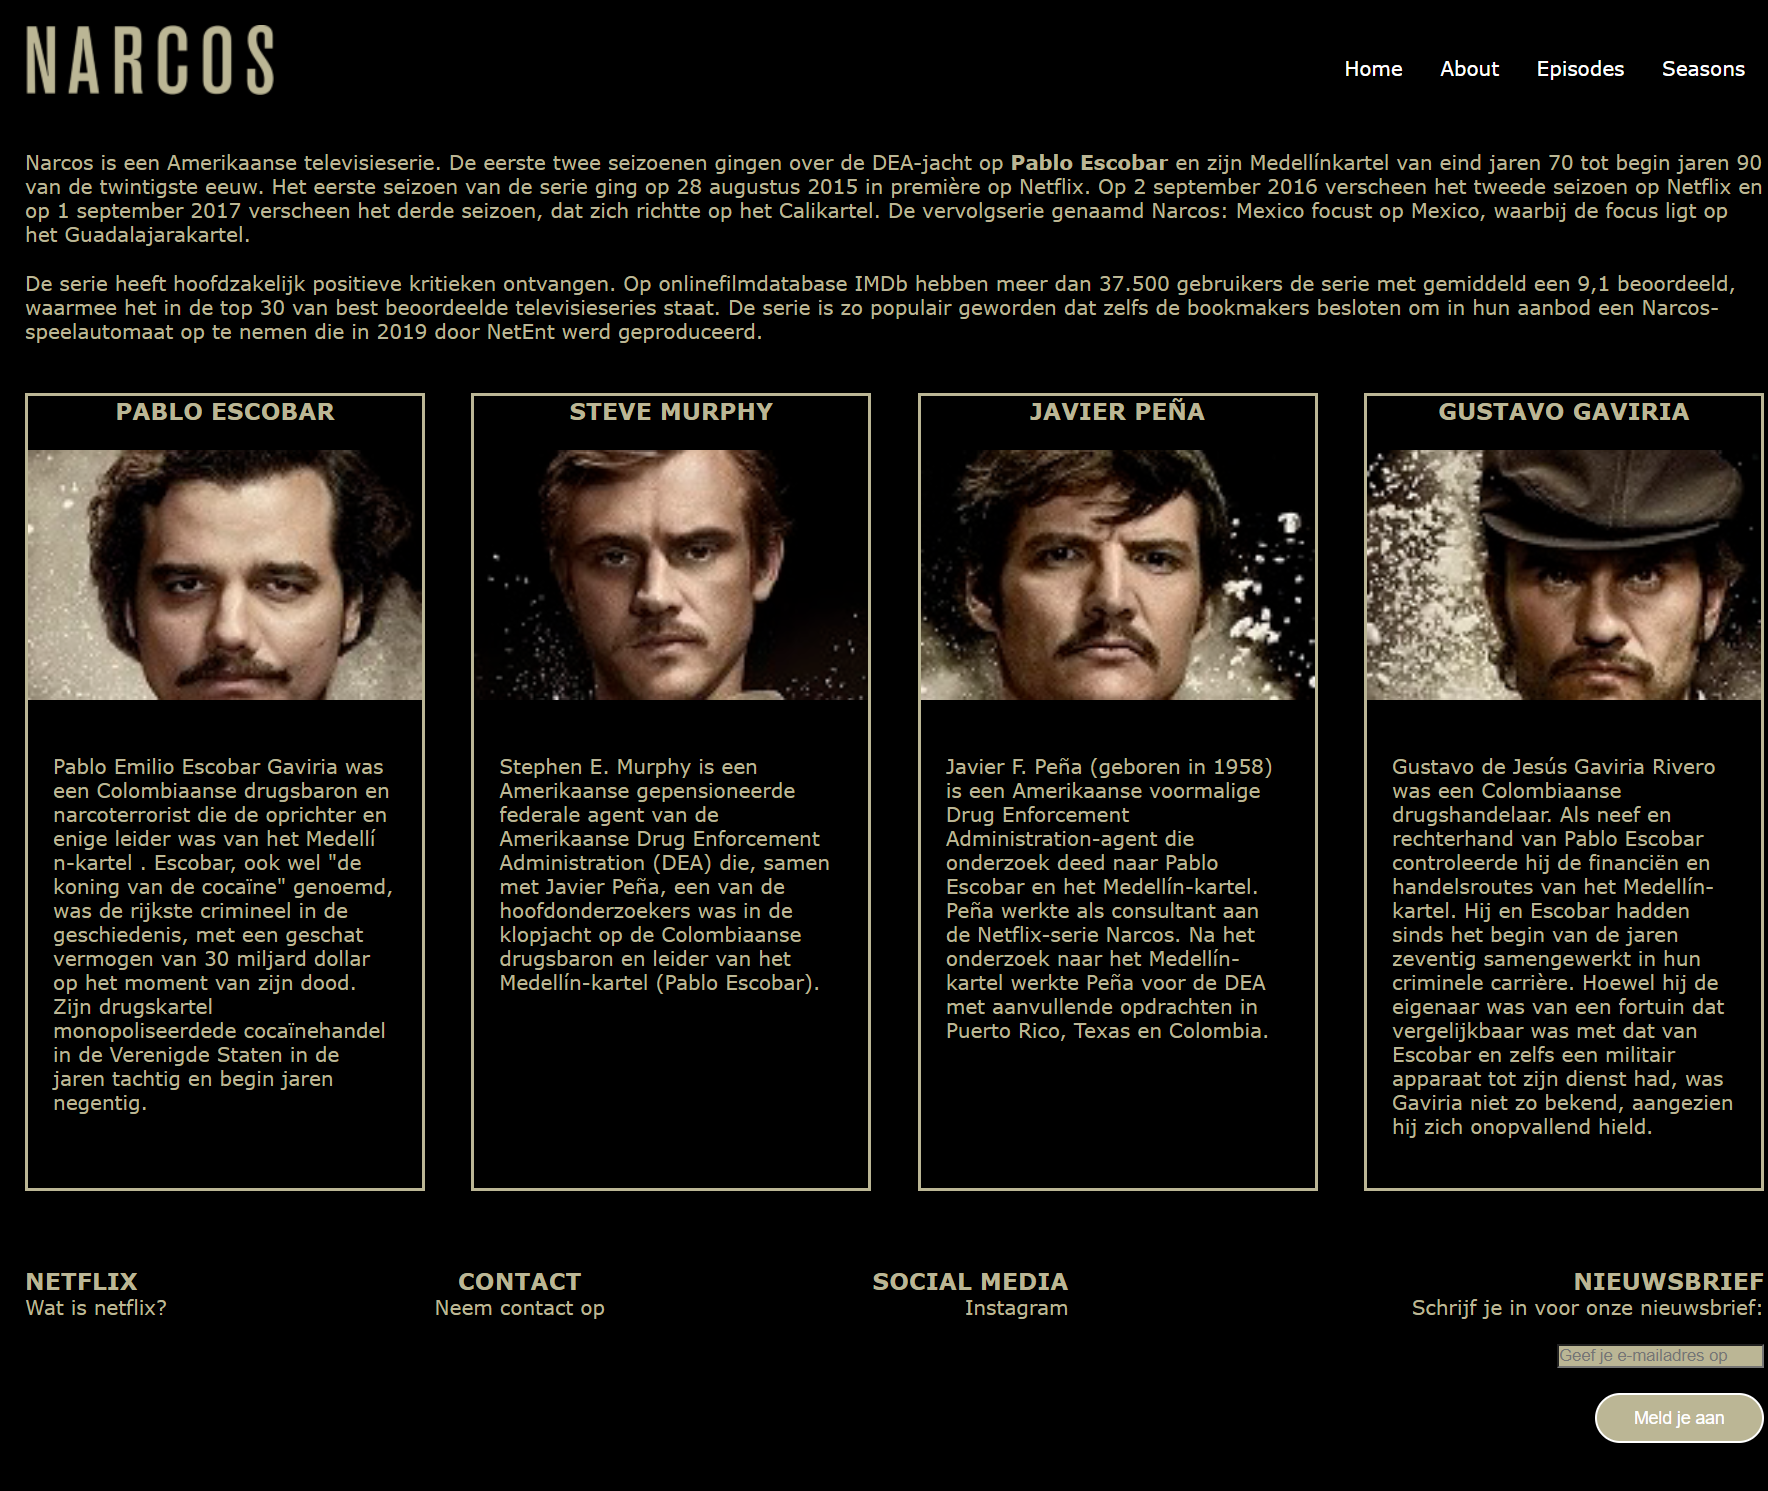 NARCOS
Home About Episodes Seasons
Narcos is een Amerikaanse televisieserie. De eerste twee seizoenen gingen over de DEA-jacht op Pablo Escobar en zijn Medellínkartel van eind jaren 70 tot begin jaren 90
van de twintigste eeuw. Het eerste seizoen van de serie ging op 28 augustus 2015 in première op Netflix. Op 2 september 2016 verscheen het tweede seizoen op Netflix en
op 1 september 2017 verscheen het derde seizoen, dat zich richtte op het Calikartel. De vervolgserie genaamd Narcos: Mexico focust op Mexico, waarbij de focus ligt op
het Guadalajarakartel.
De serie heeft hoofdzakelijk positieve kritieken ontvangen. Op onlinefilmdatabase IMDb hebben meer dan 37.500 gebruikers de serie met gemiddeld een 9,1 beoordeeld,
waarmee het in de top 30 van best beoordeelde televisieseries staat. De serie is zo populair geworden dat zelfs de bookmakers besloten om in hun aanbod een Narcos-
speelautomaat op te nemen die in 2019 door NetEnt werd geproduceerd.
PABLO ESCOBAR
Pablo Emilio Escobar Gaviria was
een Colombiaanse drugsbaron en
narcoterrorist die de oprichter en
enige leider was van het Medellí
n-kartel . Escobar, ook wel "de
koning van de cocaïne" genoemd,
was de rijkste crimineel in de
geschiedenis, met een geschat
vermogen van 30 miljard dollar
op het moment van zijn dood.
Zijn drugskartel
monopoliseerdede cocaïnehandel
in de Verenigde Staten in de
jaren tachtig en begin jaren
negentig.
STEVE MURPHY
Stephen E. Murphy is een
Amerikaanse gepensioneerde
federale agent van de
Amerikaanse Drug Enforcement
Administration (DEA) die, samen
met Javier Peña, een van de
hoofdonderzoekers was in de
klopjacht op de Colombiaanse
drugsbaron en leider van het
Medellín-kartel (Pablo Escobar).
JAVIER PEÑA
Javier F. Peña (geboren in 1958)
is een Amerikaanse voormalige
Drug Enforcement
Administration-agent die
onderzoek deed naar Pablo
Escobar en het Medellín-kartel.
Peña werkte als consultant aan
de Netflix-serie Narcos. Na het
onderzoek naar het Medellín-
kartel werkte Peña voor de DEA
met aanvullende opdrachten in
Puerto Rico, Texas en Colombia.
GUSTAVO GAVIRIA
Gustavo de Jesús Gaviria Rivero
was een Colombiaanse
drugshandelaar. Als neef en
rechterhand van Pablo Escobar
controleerde hij de financiën en
handelsroutes van het Medellín-
kartel. Hij en Escobar hadden
sinds het begin van de jaren
zeventig samengewerkt in hun
criminele carrière. Hoewel hij de
eigenaar was van een fortuin dat
vergelijkbaar was met dat van
Escobar en zelfs een militair
apparaat tot zijn dienst had, was
Gaviria niet zo bekend, aangezien
hij zich onopvallend hield.
NETFLIX
Wat is netflix?
CONTACT
Neem contact op
SOCIAL MEDIA
Instagram
NIEUWSBRIEF
Schrijf je in voor onze nieuwsbrief:
Geef je e-mailadres op
Meld je aan